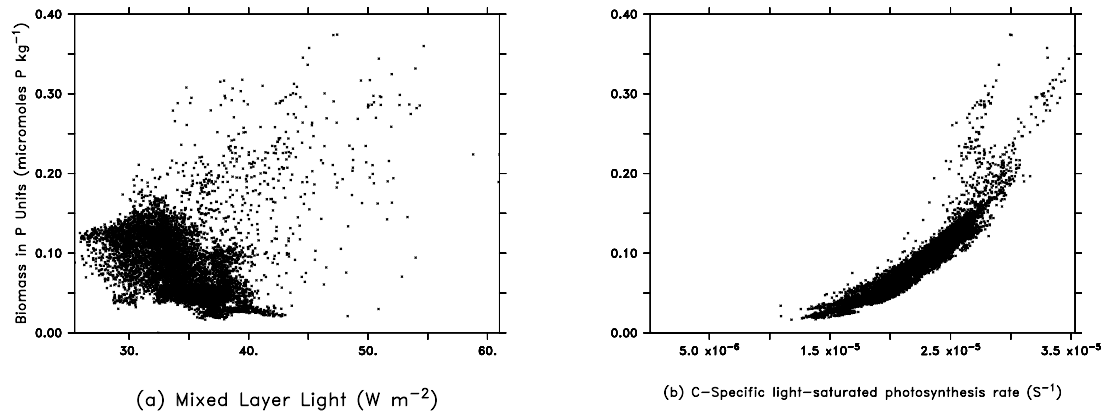 Biomass in P Units (micromoles P kg⁻¹)
0.40
0.30
0.20
0.10
0.00
30. 40. 50. 60.
(a) Mixed Layer Light (W m⁻²)
0.40
0.30
0.20
0.10
0.00
5.0 x10⁻⁶ 1.5 x10⁻⁵ 2.5 x10⁻⁵ 3.5 x10⁻⁵
(b) C-Specific light-saturated photosynthesis rate (S⁻¹)